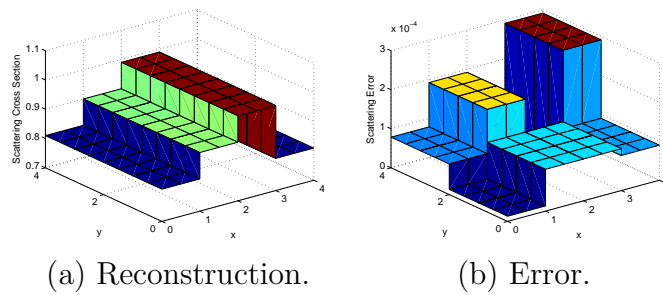 1.1
1
0.9
0.8
0.7
Scattering Cross Section
4
2
0
y
0
1
2
3
4
x
(a) Reconstruction.
x 10⁻⁴
3
2
1
0
Scattering Error
4
2
0
y
0
1
2
3
4
x
(b) Error.